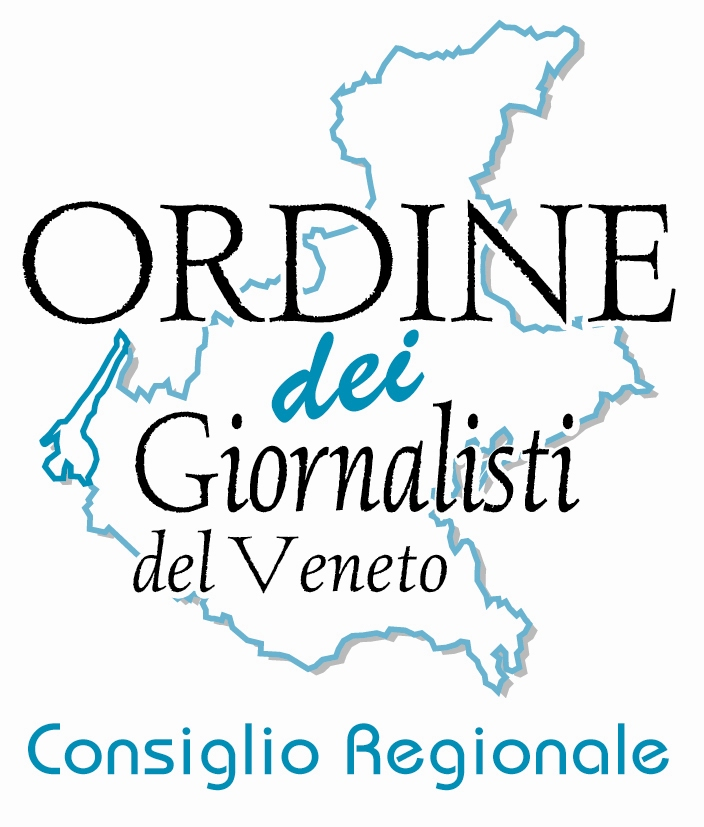 ORDINE
dei
Giornalisti
del Veneto
Consiglio Regionale